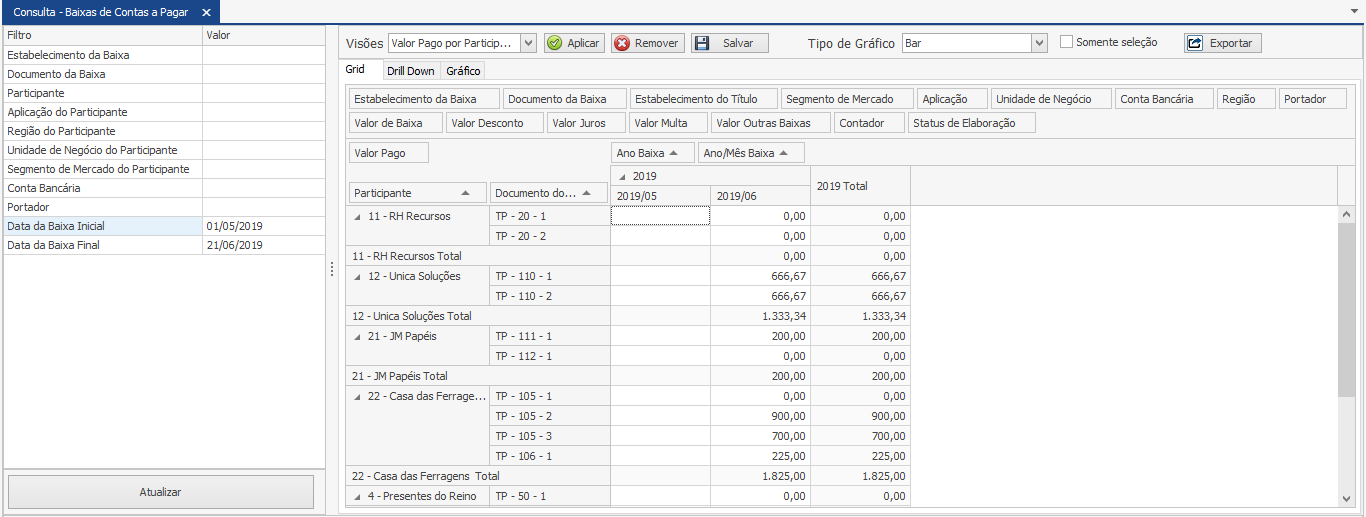 Consulta - Baixas de Contas a Pagar
Filtro Valor
Estabelecimento da Baixa
Documento da Baixa
Participante
Aplicação do Participante
Região do Participante
Unidade de Negócio do Participante
Segmento de Mercado do Participante
Conta Bancária
Portador
Data da Baixa Inicial 01/05/2019
Data da Baixa Final 21/06/2019
Atualizar
Visões Valor Pago por Particip... Aplicar Remover Salvar Tipo de Gráfico Bar Somente seleção Exportar
Grid Drill Down Gráfico
Estabelecimento da Baixa Documento da Baixa Estabelecimento do Título Segmento de Mercado Aplicação Unidade de Negócio Conta Bancária Região Portador
Valor de Baixa Valor Desconto Valor Juros Valor Multa Valor Outras Baixas Contador Status de Elaboração
Valor Pago Ano Baixa Ano/Mês Baixa
2019 2019 Total
Participante Documento do... 2019/05 2019/06
11 - RH Recursos TP - 20 - 1 0,00 0,00
TP - 20 - 2 0,00 0,00
11 - RH Recursos Total 0,00 0,00
12 - Unica Soluções TP - 110 - 1 666,67 666,67
TP - 110 - 2 666,67 666,67
12 - Unica Soluções Total 1.333,34 1.333,34
21 - JM Papéis TP - 111 - 1 200,00 200,00
TP - 112 - 1 0,00 0,00
21 - JM Papéis Total 200,00 200,00
22 - Casa das Ferrage... TP - 105 - 1 0,00 0,00
TP - 105 - 2 900,00 900,00
TP - 105 - 3 700,00 700,00
TP - 106 - 1 225,00 225,00
22 - Casa das Ferragens Total 1.825,00 1.825,00
4 - Presentes do Reino TP - 50 - 1 0,00 0,00